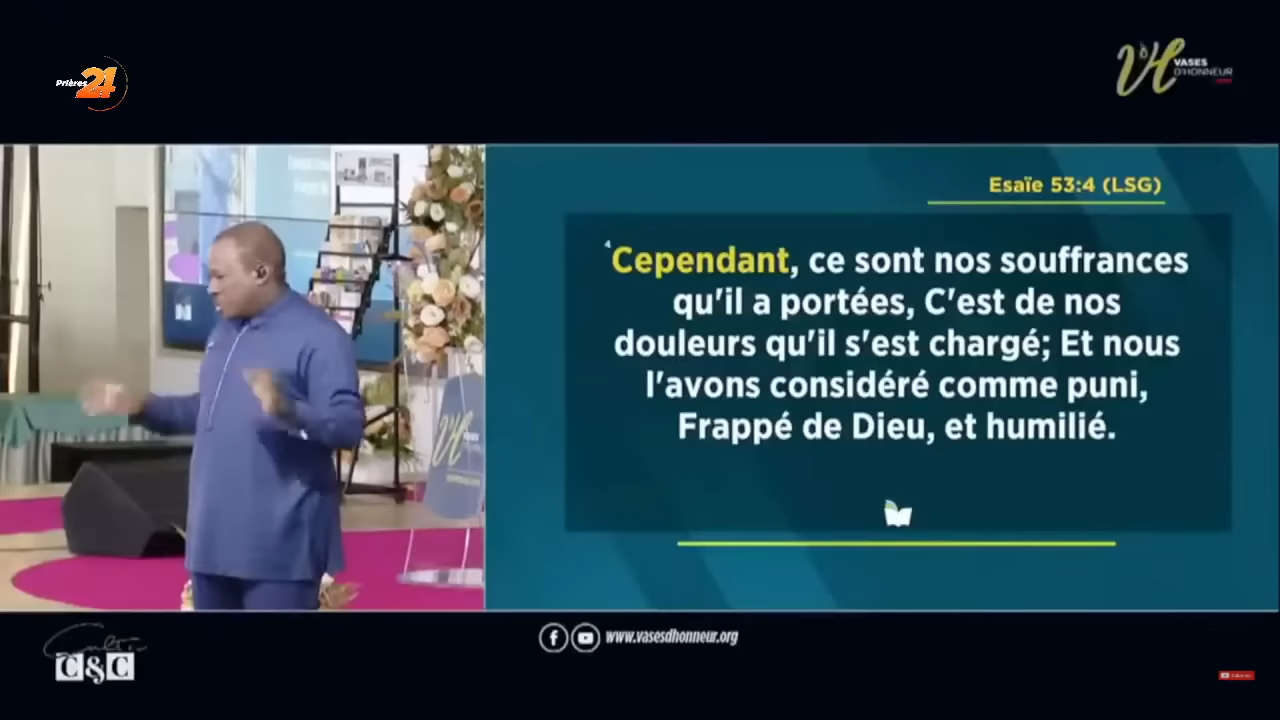 Prières 24
VASES
D'HONNEUR
Esaïe 53:4 (LSG)
4 Cependant, ce sont nos souffrances
qu'il a portées, C'est de nos
douleurs qu'il s'est chargé; Et nous
l'avons considéré comme puni,
Frappé de Dieu, et humilié.
C&C
www.vasesdhonneur.org